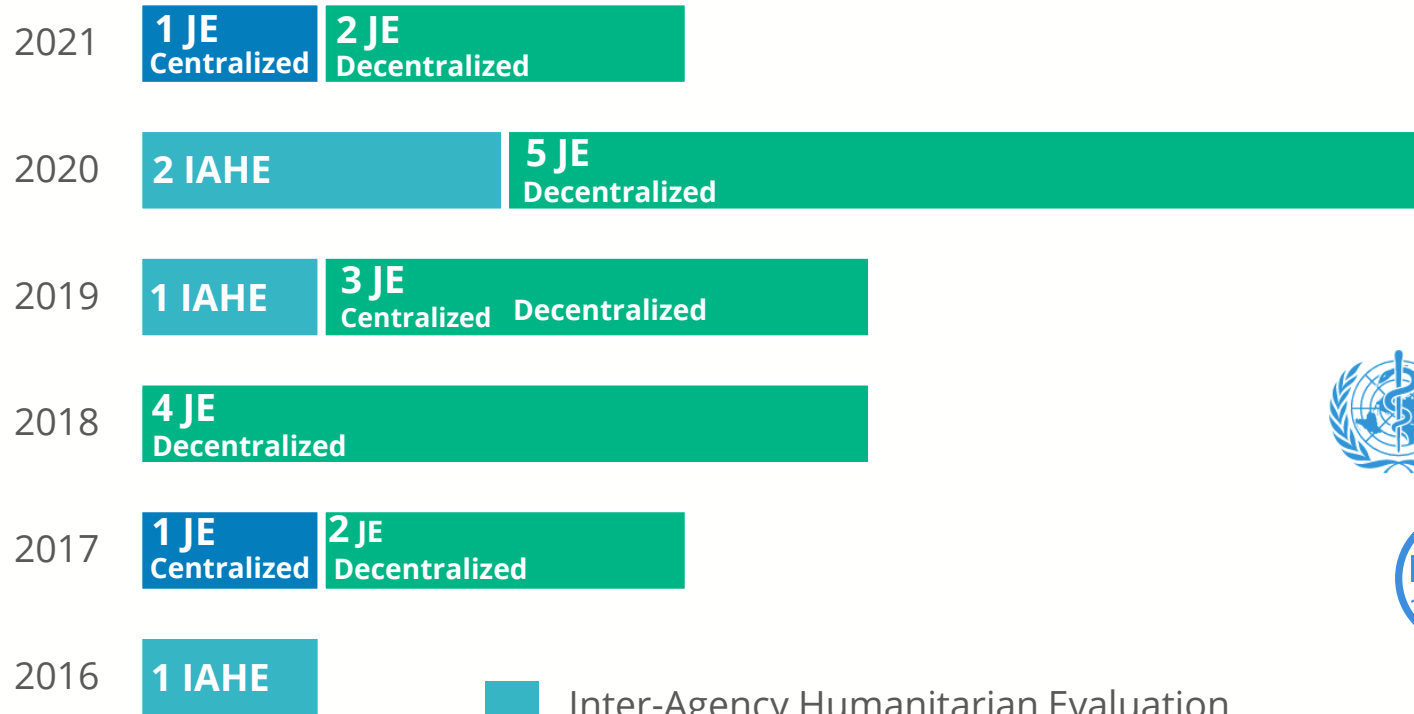 2021
1 JE
Centralized
2 JE
Decentralized
2020
2 IAHE
5 JE
Decentralized
2019
1 IAHE
3 JE
Centralized Decentralized
2018
4 JE
Decentralized
2017
1 JE
Centralized
2 JE
Decentralized
2016
1 IAHE
Inter-Agency Humanitarian Evaluation